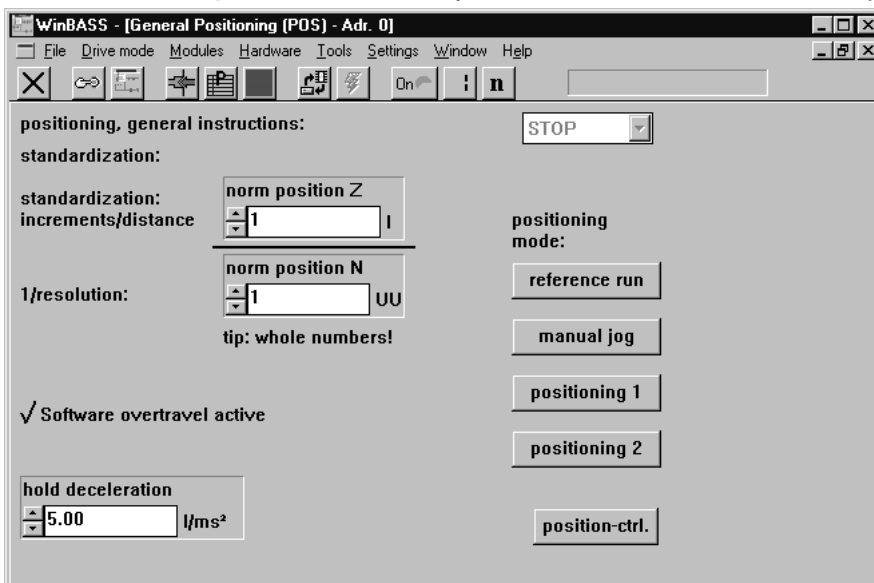 WinBASS - [General Positioning (POS) - Adr. 0]
File Drive mode Modules Hardware Tools Settings Window Help
P On n
positioning, general instructions:
STOP
standardization:
standardization:
increments/distance
norm position Z
1 I
norm position N
1/resolution:
1 UU
tip: whole numbers!
positioning
mode:
reference run
manual jog
positioning 1
√ Software overtravel active
positioning 2
hold deceleration
5.00 I/ms²
position-ctrl.